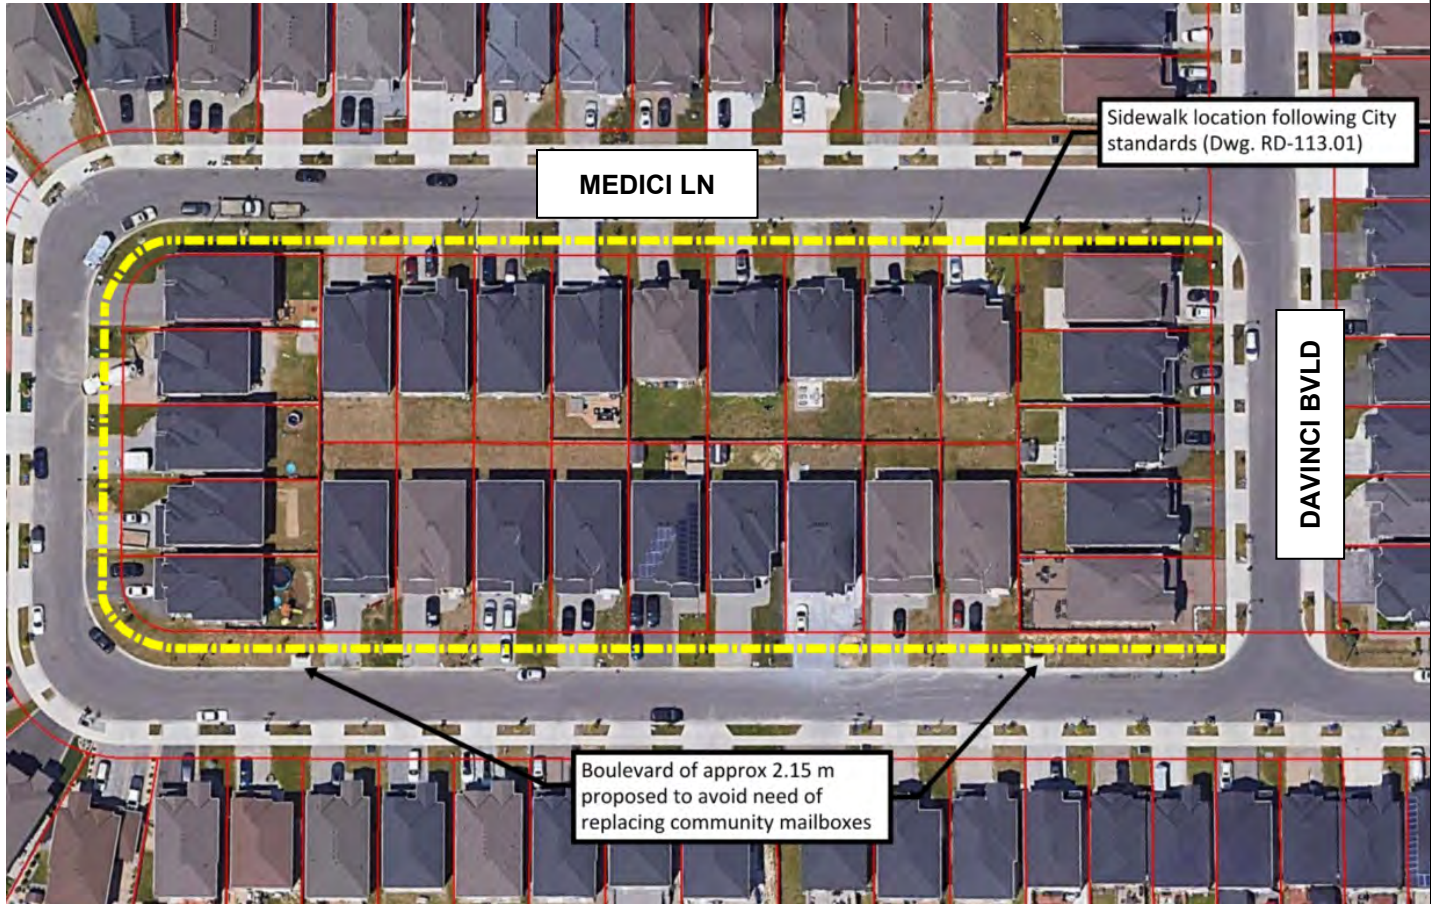 Sidewalk location following City
standards (Dwg. RD-113.01)
MEDICI LN
DAVINCI BVLD
Boulevard of approx 2.15 m
proposed to avoid need of
replacing community mailboxes